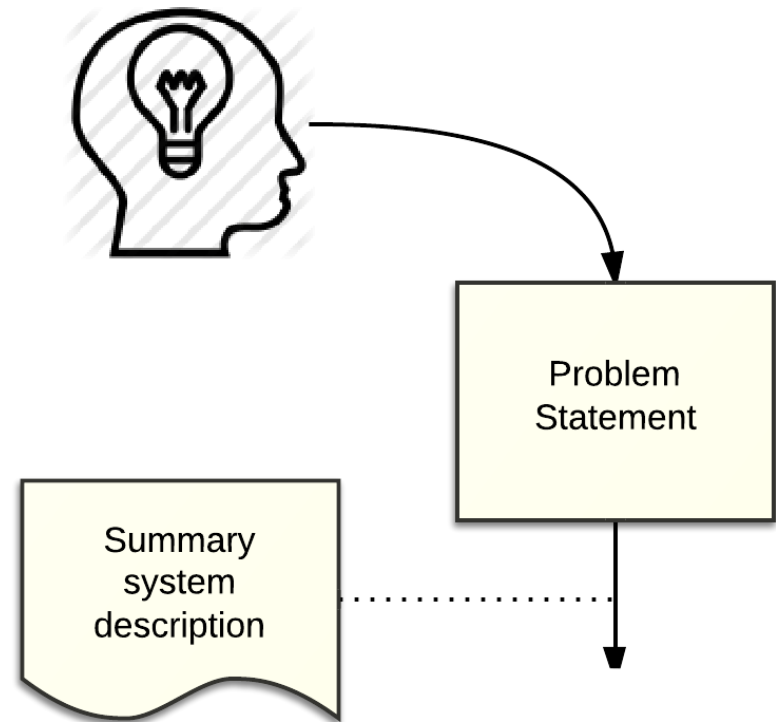 Problem
Statement
Summary
system
description